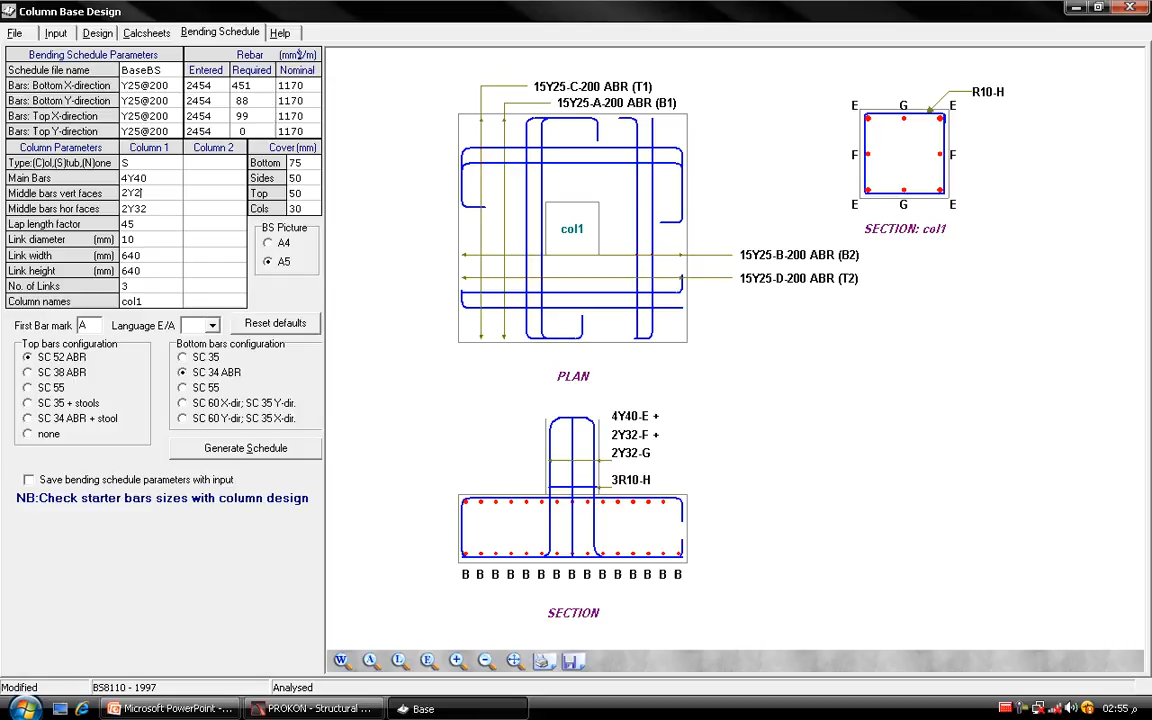 Column Base Design
File Input Design Calcsheets Bending Schedule Help
Bending Schedule Parameters Rebar (mm²/m)
Schedule file name BaseBS Entered Required Nominal
Bars: Bottom X-direction Y25@200 2454 451 1170
Bars: Bottom Y-direction Y25@200 2454 88 1170
Bars: Top X-direction Y25@200 2454 99 1170
Bars: Top Y-direction Y25@200 2454 0 1170
Column Parameters Column 1 Column 2 Cover(mm)
Type:(C)ol,(S)tub,(N)one S Bottom 75
Main Bars 4Y40 Sides 50
Middle bars vert faces 2Y2 Top 50
Middle bars hor faces 2Y32 Cols 30
Lap length factor 45
Link diameter (mm) 10
Link width (mm) 640
Link height (mm) 640
No. of Links 3
Column names col1
BS Picture
A4
A5
First Bar mark A Language E/A Reset defaults
Top bars configuration
SC 52 ABR
SC 38 ABR
SC 55
SC 35 + stools
SC 34 ABR + stool
none
Bottom bars configuration
SC 35
SC 34 ABR
SC 55
SC 60 X-dir; SC 35 Y-dir.
SC 60 Y-dir; SC 35 X-dir.
Generate Schedule
Save bending schedule parameters with input
NB:Check starter bars sizes with column design
15Y25-C-200 ABR (T1)
15Y25-A-200 ABR (B1)
col1
15Y25-B-200 ABR (B2)
15Y25-D-200 ABR (T2)
PLAN
R10-H
E G E
F F
E G E
SECTION: col1
4Y40-E +
2Y32-F +
2Y32-G
3R10-H
B B B B B B B B B B B B B B B
SECTION
W A L E
Modified BS8110 - 1997 Analysed
Microsoft PowerPoint -... PROKON - Structural ... Base 02:55 م